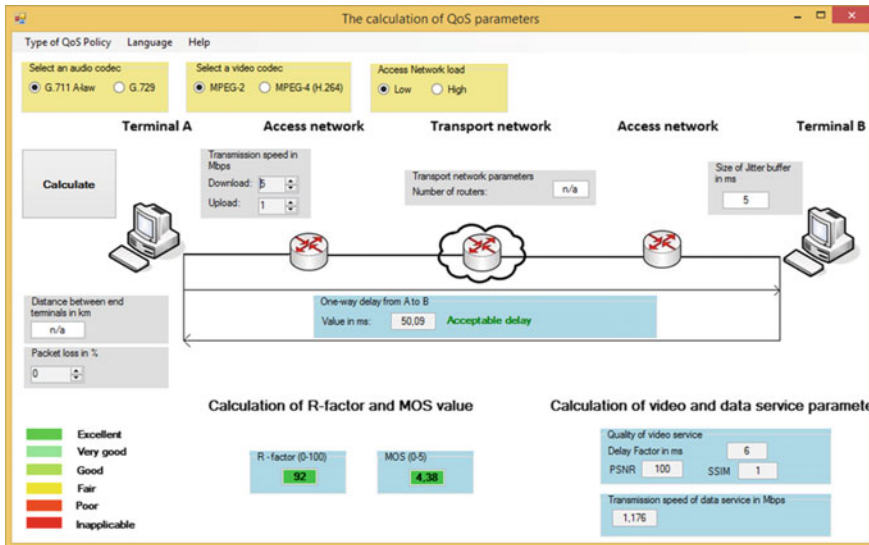 The calculation of QoS parameters
Type of QoS Policy Language Help
Select an audio codec
G.711 A-law G.729
Select a video codec
MPEG-2 MPEG-4 (H.264)
Access Network load
Low High
Terminal A Access network Transport network Access network Terminal B
Calculate
Transmission speed in
Mbps
Download: 5
Upload: 1
Transport network parameters
Number of routers: n/a
Size of Jitter buffer
in ms
5
Distance between end
terminals in km
n/a
Packet loss in %
0
One-way delay from A to B
Value in ms: 50,09 Acceptable delay
Calculation of R-factor and MOS value
Calculation of video and data service paramete
Excellent
Very good
Good
Fair
Poor
Inapplicable
R - factor (0-100)
92
MOS (0-5)
4,38
Quality of video service
Delay Factor in ms 6
PSNR 100 SSIM 1
Transmission speed of data service in Mbps
1,176